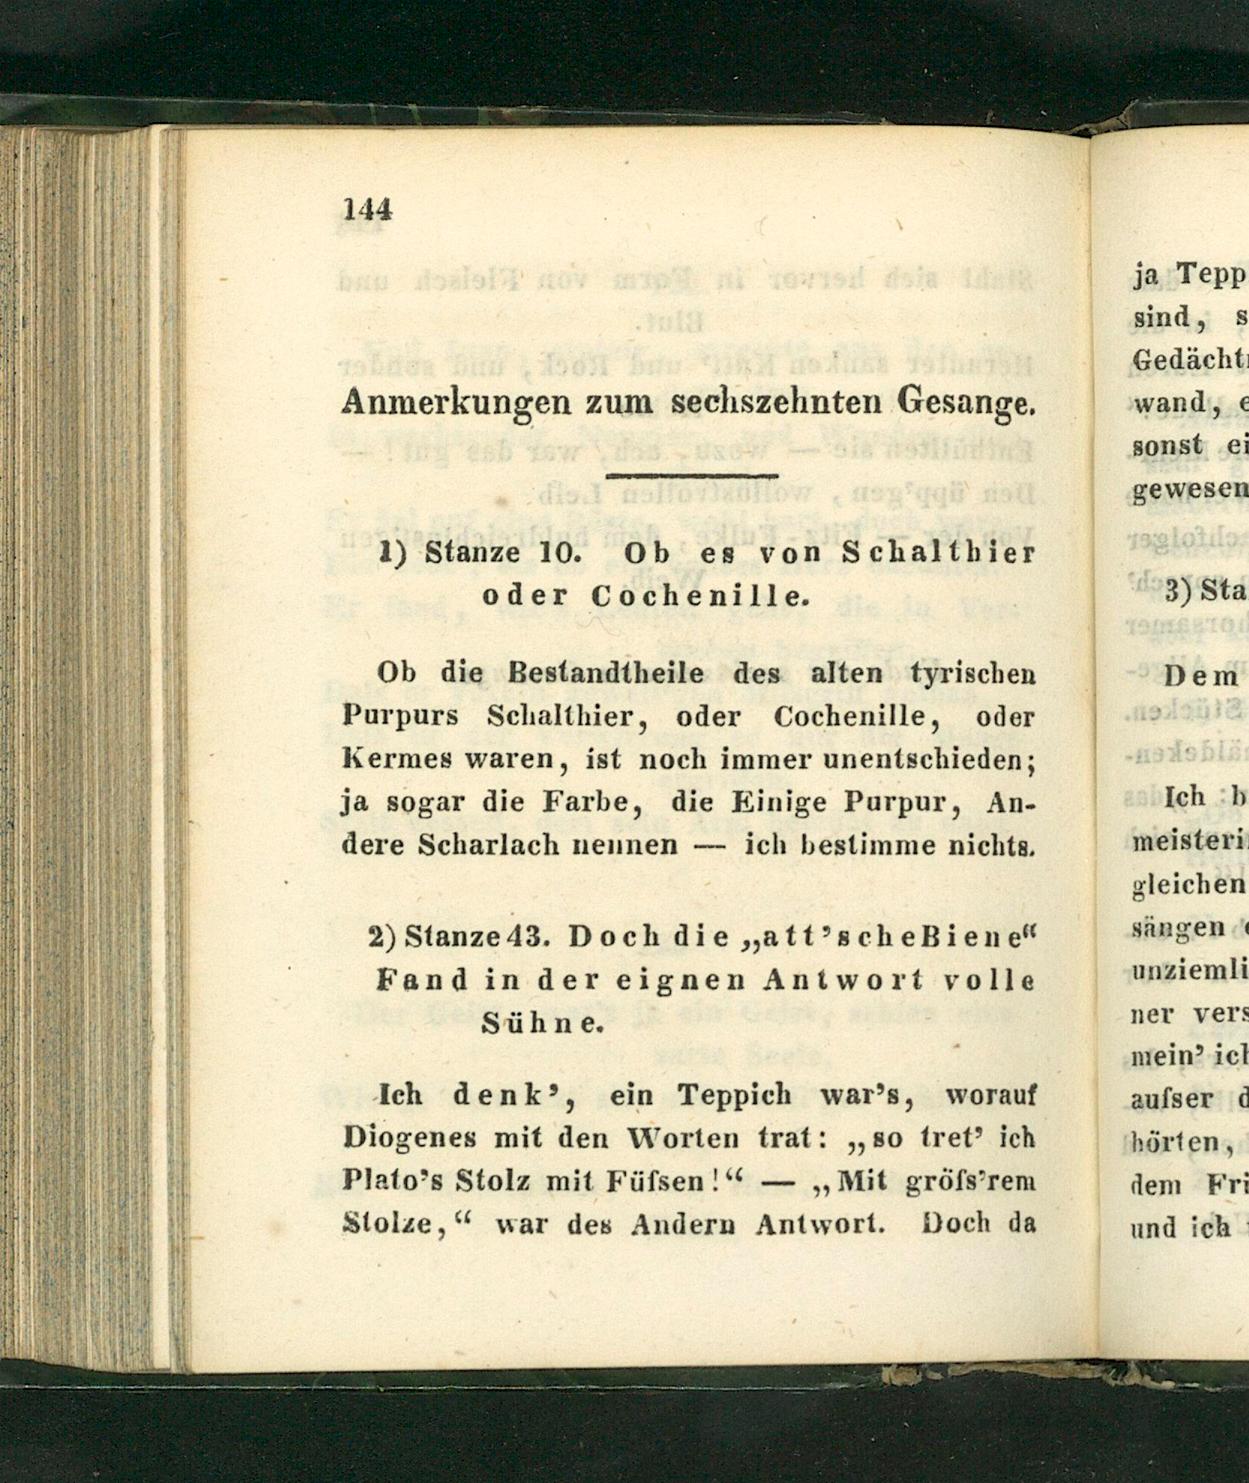 144
Anmerkungen zum sechszehnten Gesange.
1) Stanze 10. Ob es von Schalthier
oder Cochenille.
Ob die Bestandtheile des alten tyrischen
Purpurs Schalthier, oder Cochenille, oder
Kermes waren, ist noch immer unentschieden;
ja sogar die Farbe, die Einige Purpur, An-
dere Scharlach nennen — ich bestimme nichts.
2) Stanze 43. Doch die „att’sche Biene“
Fand in der eignen Antwort volle
Sühne.
Ich denk’, ein Teppich war’s, worauf
Diogenes mit den Worten trat: „so tret’ ich
Plato’s Stolz mit Füſsen!“ — „Mit gröſs’rem
Stolze,“ war des Andern Antwort. Doch da
ja Tepp
sind, s
Gedächt
wand, e
sonst ei
gewesen
3) Sta
Dem
Ich b
meisteri
gleichen
sängen
unziemli
ner vers
mein’ ich
auſser d
hörten,
dem Fri
und ich